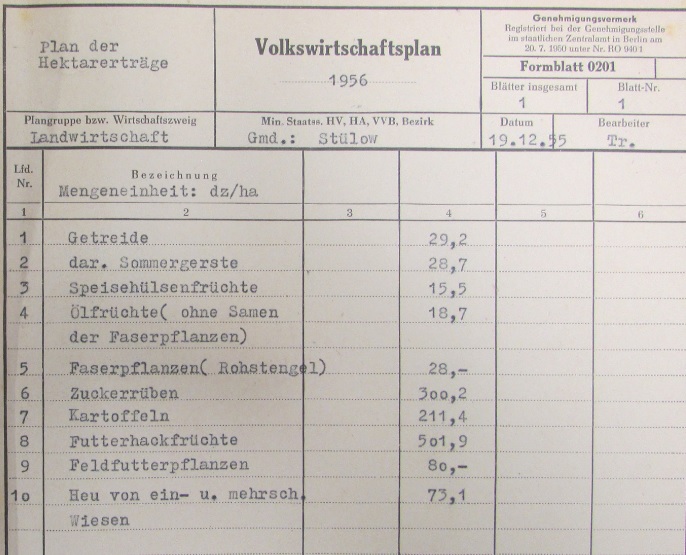 Plan der
Hektarerträge
Volkswirtschaftsplan
1956
Genehmigungsvermerk
Registriert bei der Genehmigungsstelle
im staatlichen Zentralamt in Berlin am
20. 7. 1950 unter Nr. RO 940 1
Formblatt 0201
Blätter insgesamt Blatt-Nr.
1 1
Plangruppe bzw. Wirtschaftszweig
Landwirtschaft
Min. Staatss. HV, HA, VVB, Bezirk
Gmd.: Stülow
Datum Bearbeiter
19.12.55 Tr.
Lfd.
Nr.
Bezeichnung
Mengeneinheit: dz/ha
1 2 3 4 5 6
1 Getreide 29,2
2 dar. Sommergerste 28,7
3 Speisehülsenfrüchte 15,5
4 Ölfrüchte( ohne Samen 18,7
der Faserpflanzen)
5 Faserpflanzen( Rohstengel) 28,-
6 Zuckerrüben 3oo,2
7 Kartoffeln 211,4
8 Futterhackfrüchte 5o1,9
9 Feldfutterpflanzen 8o,-
1o Heu von ein- u. mehrsch. 73,1
Wiesen